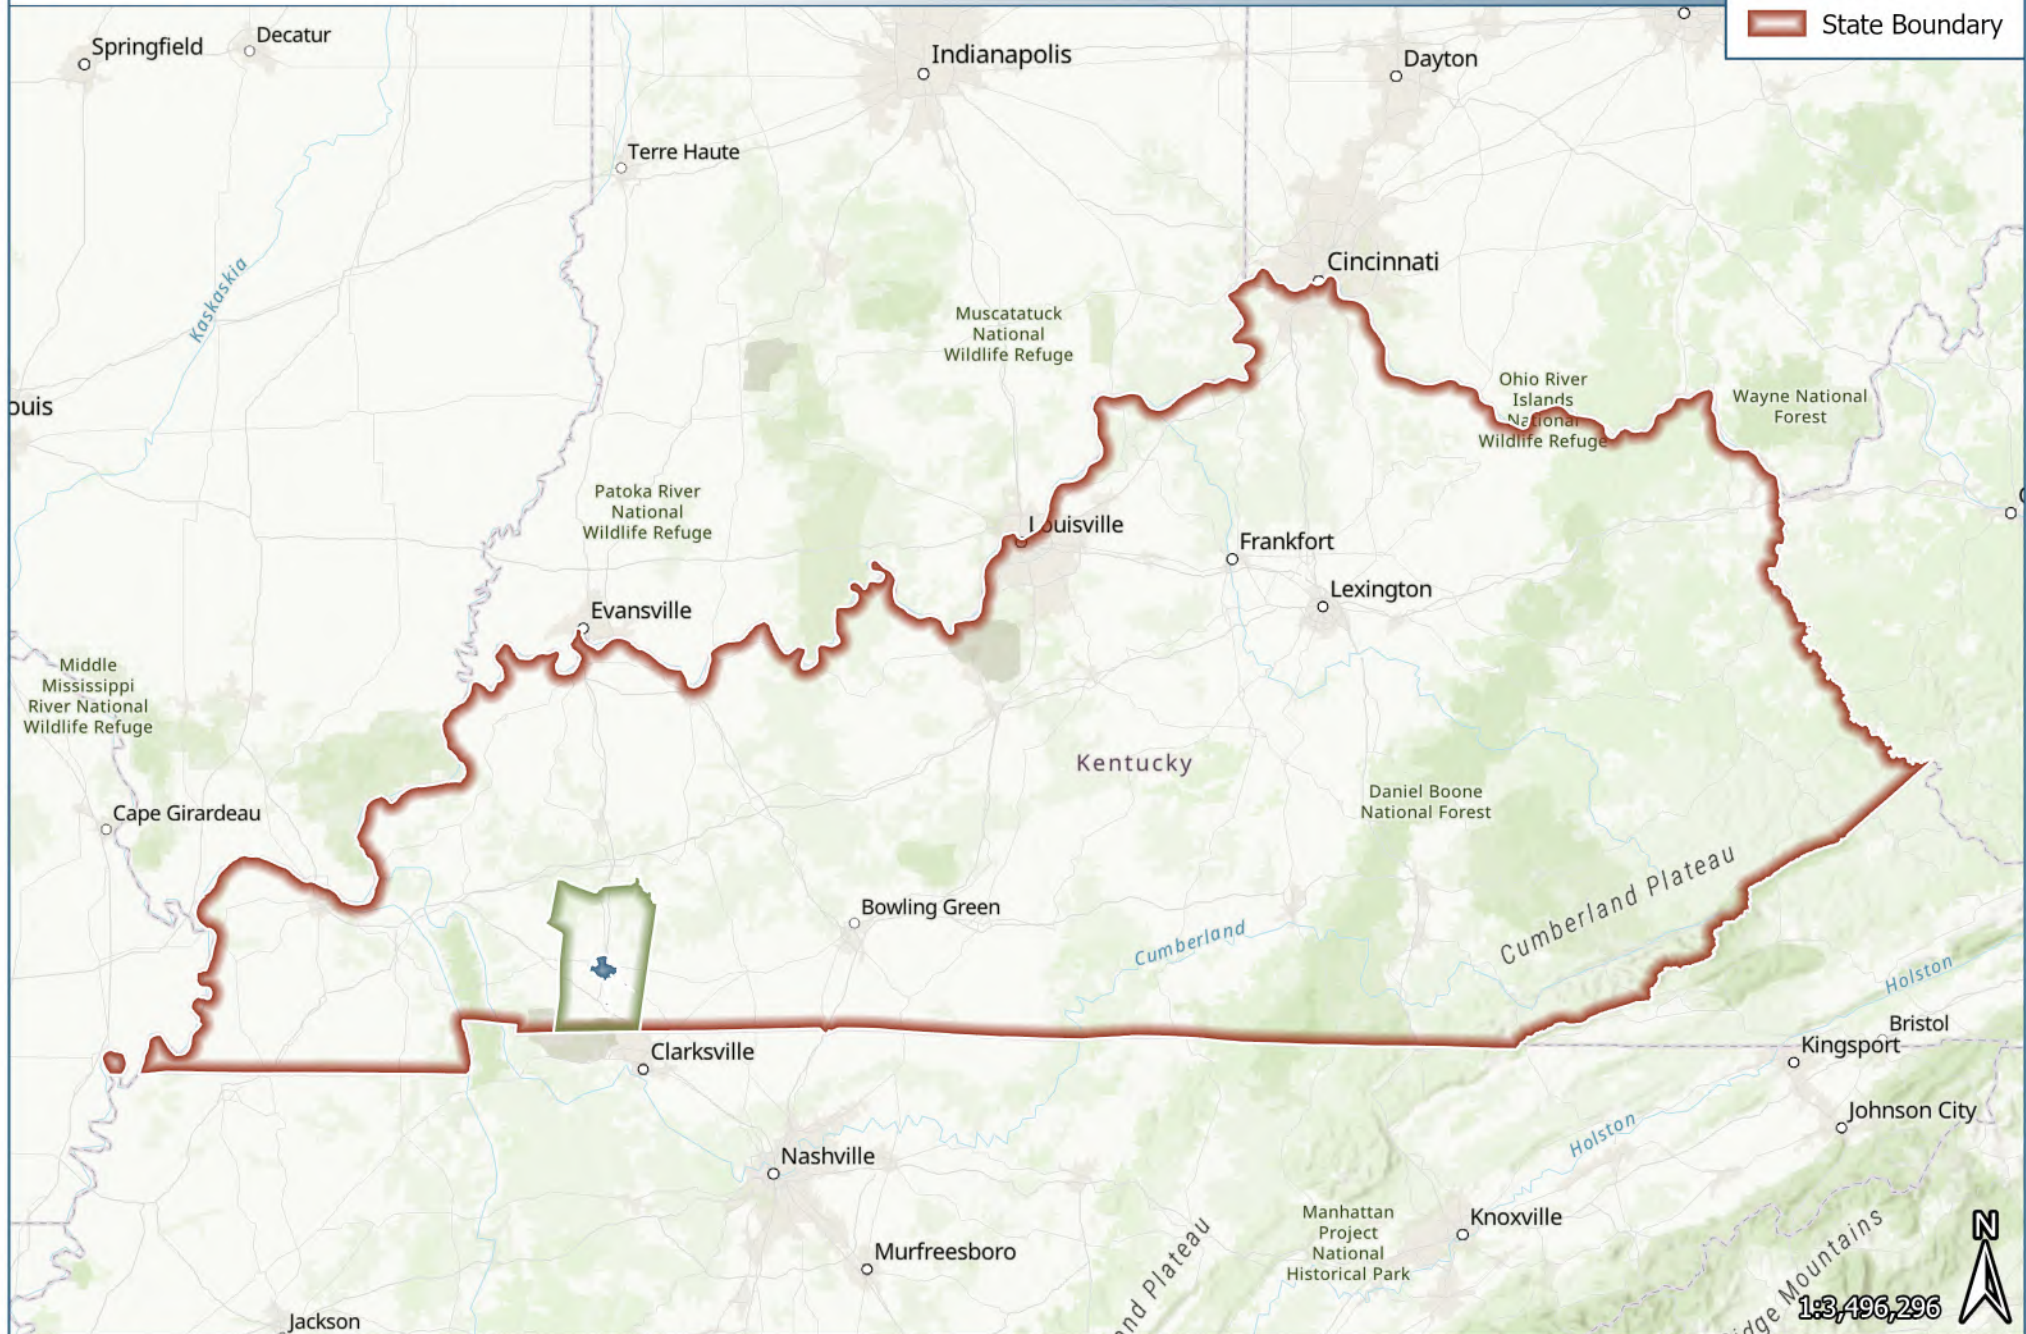 State Boundary
Springfield
Decatur
Indianapolis
Dayton
Terre Haute
Kaskaskia
Cincinnati
Muscatatuck
National
Wildlife Refuge
Ohio River
Islands
National
Wildlife Refuge
Wayne National
Forest
ouis
Patoka River
National
Wildlife Refuge
Louisville
Frankfort
Lexington
Evansville
Middle
Mississippi
River National
Wildlife Refuge
Kentucky
Daniel Boone
National Forest
Cape Girardeau
Cumberland Plateau
Bowling Green
Cumberland
Holston
Bristol
Kingsport
Clarksville
Johnson City
Holston
Nashville
Manhattan
Project
National
Historical Park
Knoxville
Murfreesboro
nd Plateau
idge Mountains
N
1:3,496,296
Jackson